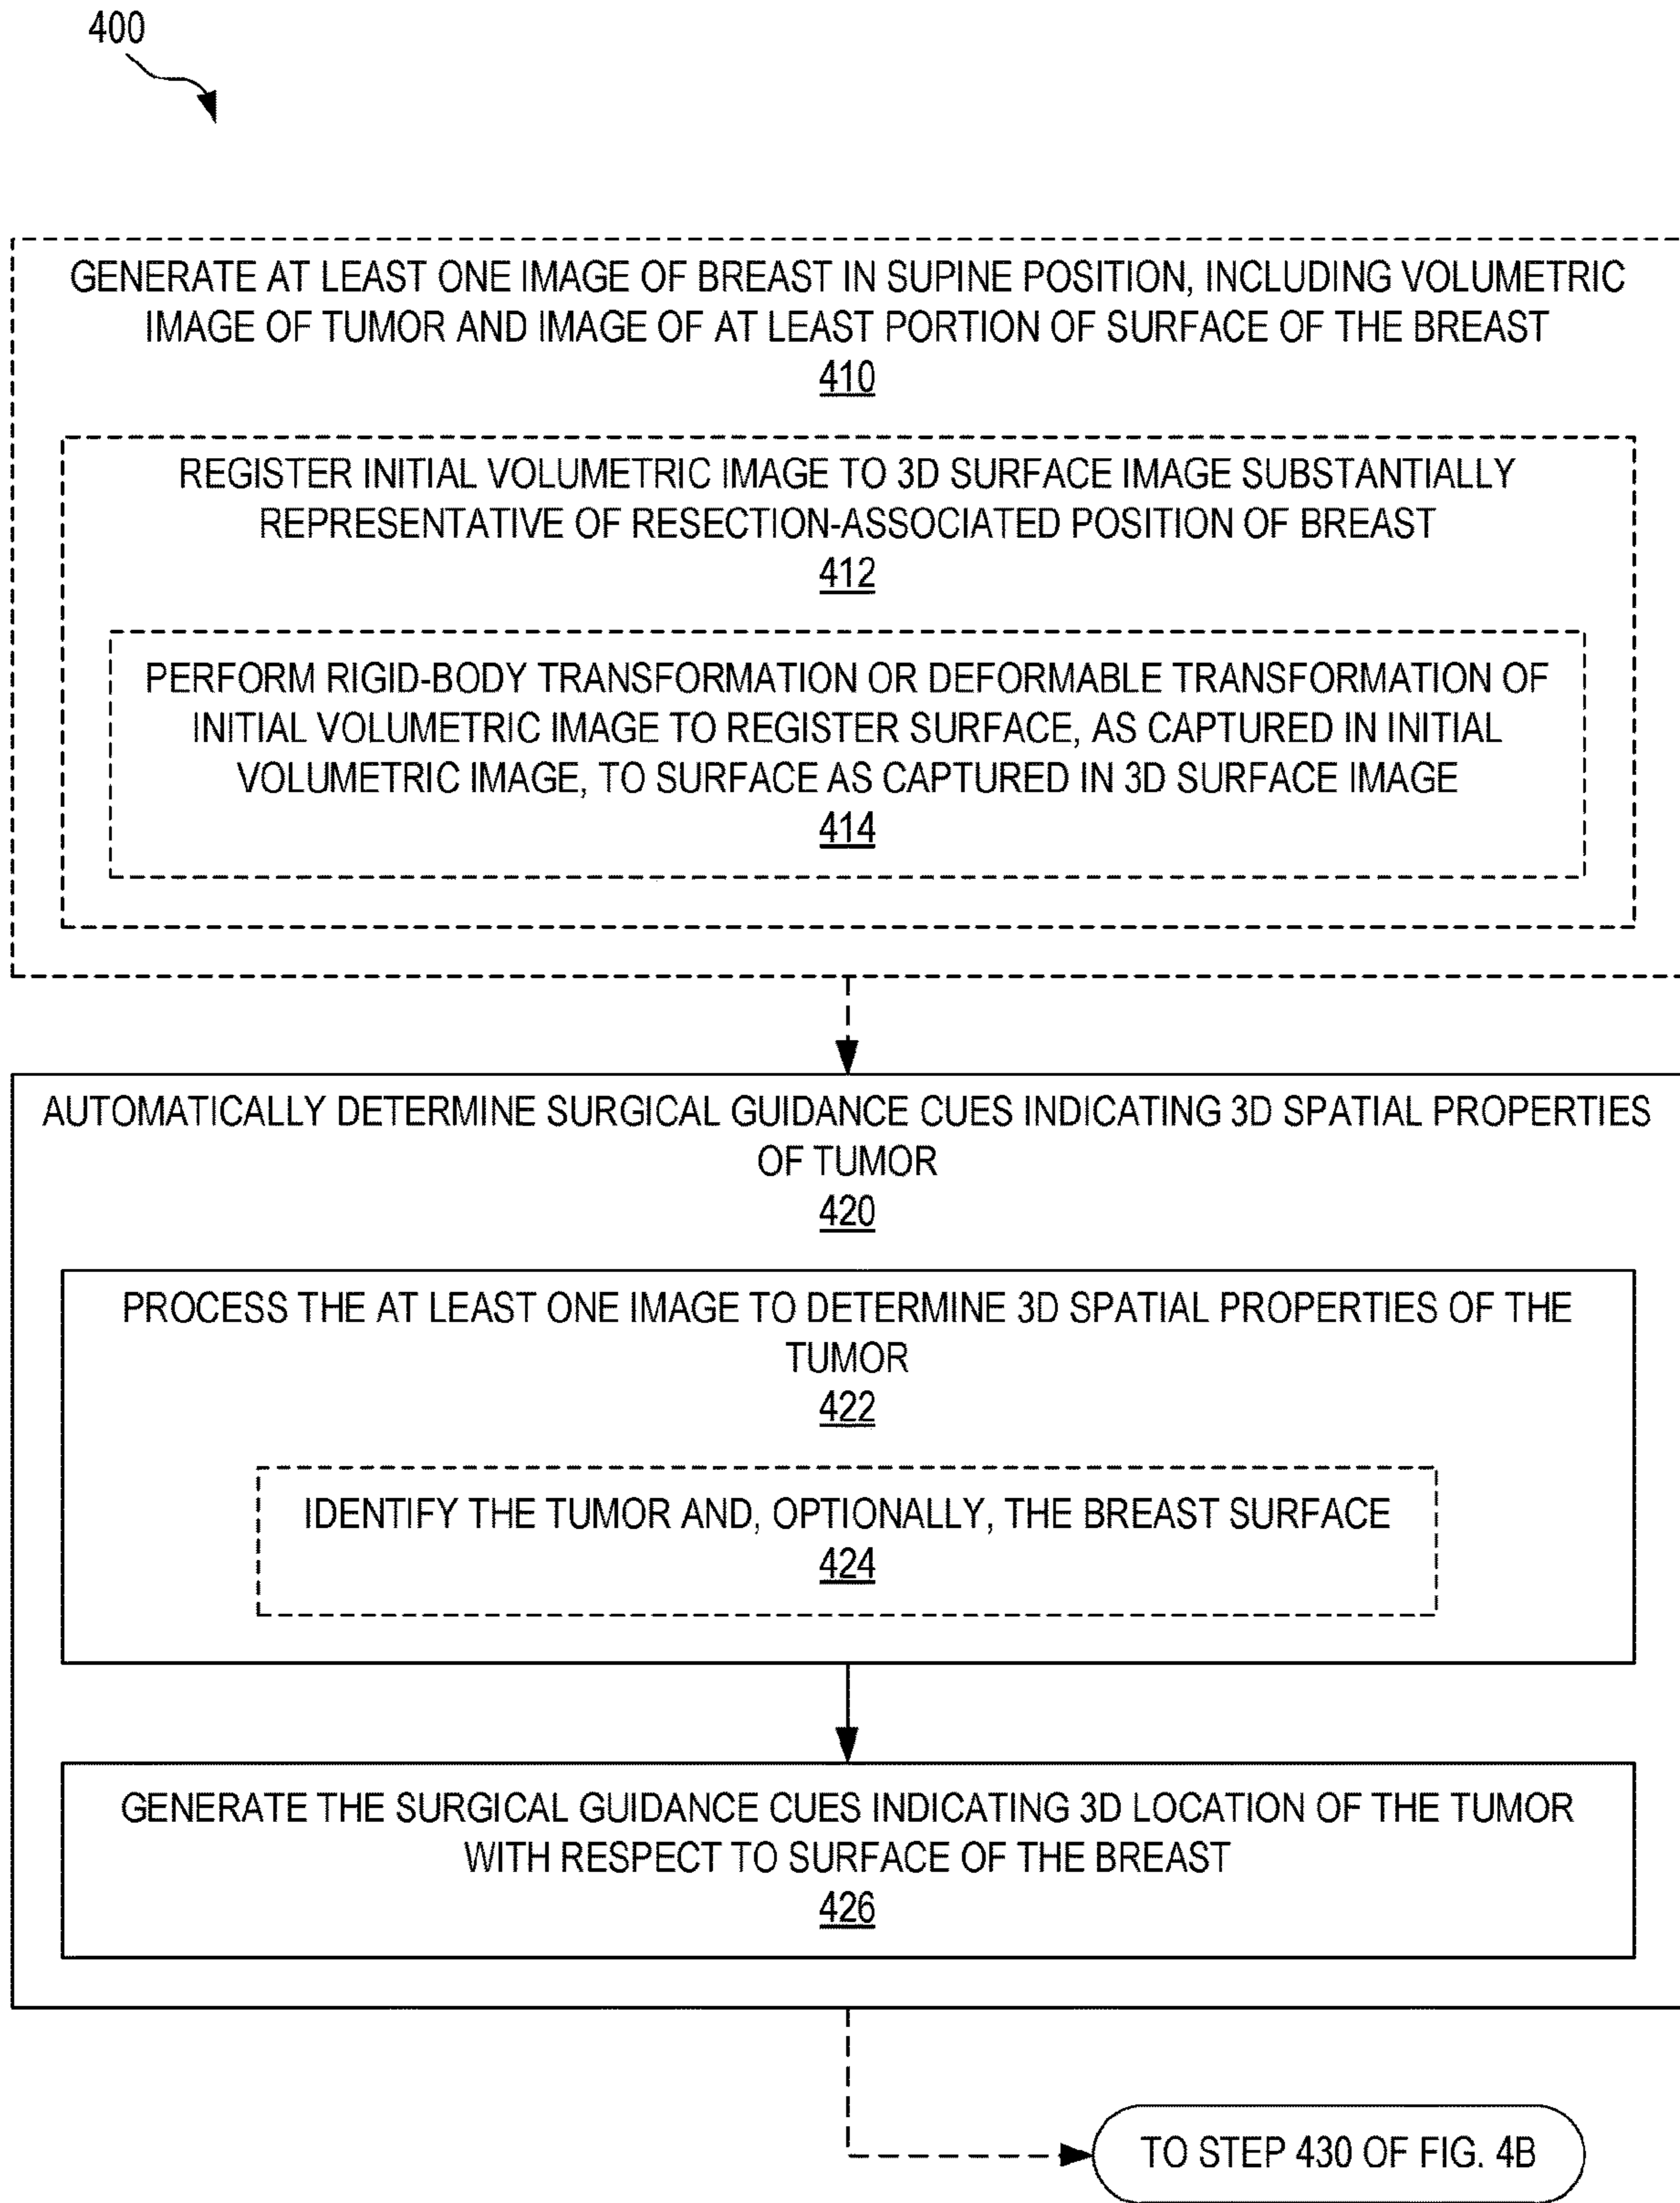 400
GENERATE AT LEAST ONE IMAGE OF BREAST IN SUPINE POSITION, INCLUDING VOLUMETRIC
IMAGE OF TUMOR AND IMAGE OF AT LEAST PORTION OF SURFACE OF THE BREAST
410
REGISTER INITIAL VOLUMETRIC IMAGE TO 3D SURFACE IMAGE SUBSTANTIALLY
REPRESENTATIVE OF RESECTION-ASSOCIATED POSITION OF BREAST
412
PERFORM RIGID-BODY TRANSFORMATION OR DEFORMABLE TRANSFORMATION OF
INITIAL VOLUMETRIC IMAGE TO REGISTER SURFACE, AS CAPTURED IN INITIAL
VOLUMETRIC IMAGE, TO SURFACE AS CAPTURED IN 3D SURFACE IMAGE
414
AUTOMATICALLY DETERMINE SURGICAL GUIDANCE CUES INDICATING 3D SPATIAL PROPERTIES
OF TUMOR
420
PROCESS THE AT LEAST ONE IMAGE TO DETERMINE 3D SPATIAL PROPERTIES OF THE
TUMOR
422
IDENTIFY THE TUMOR AND, OPTIONALLY, THE BREAST SURFACE
424
GENERATE THE SURGICAL GUIDANCE CUES INDICATING 3D LOCATION OF THE TUMOR
WITH RESPECT TO SURFACE OF THE BREAST
426
TO STEP 430 OF FIG. 4B